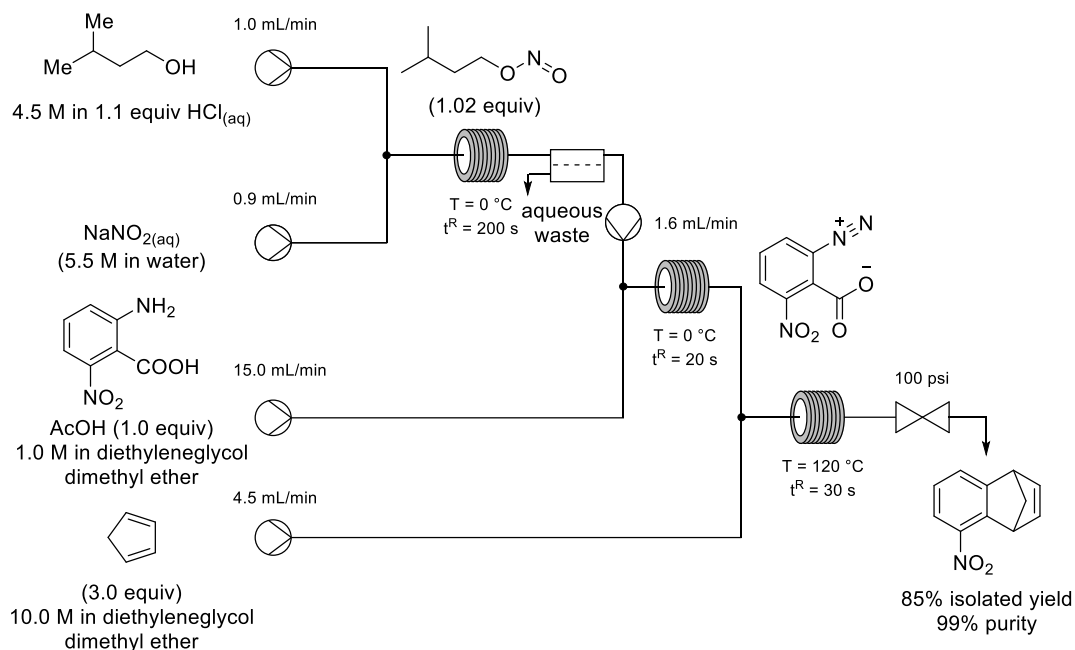 Me
Me
OH
4.5 M in 1.1 equiv HCl(aq)
1.0 mL/min
O
N
O
(1.02 equiv)
0.9 mL/min
NaNO2(aq)
(5.5 M in water)
T = 0 °C
tR = 200 s
aqueous
waste
1.6 mL/min
NH2
COOH
NO2
AcOH (1.0 equiv)
1.0 M in diethyleneglycol
dimethyl ether
15.0 mL/min
T = 0 °C
tR = 20 s
+
N
N
O
−
O
NO2
100 psi
4.5 mL/min
(3.0 equiv)
10.0 M in diethyleneglycol
dimethyl ether
T = 120 °C
tR = 30 s
NO2
85% isolated yield
99% purity